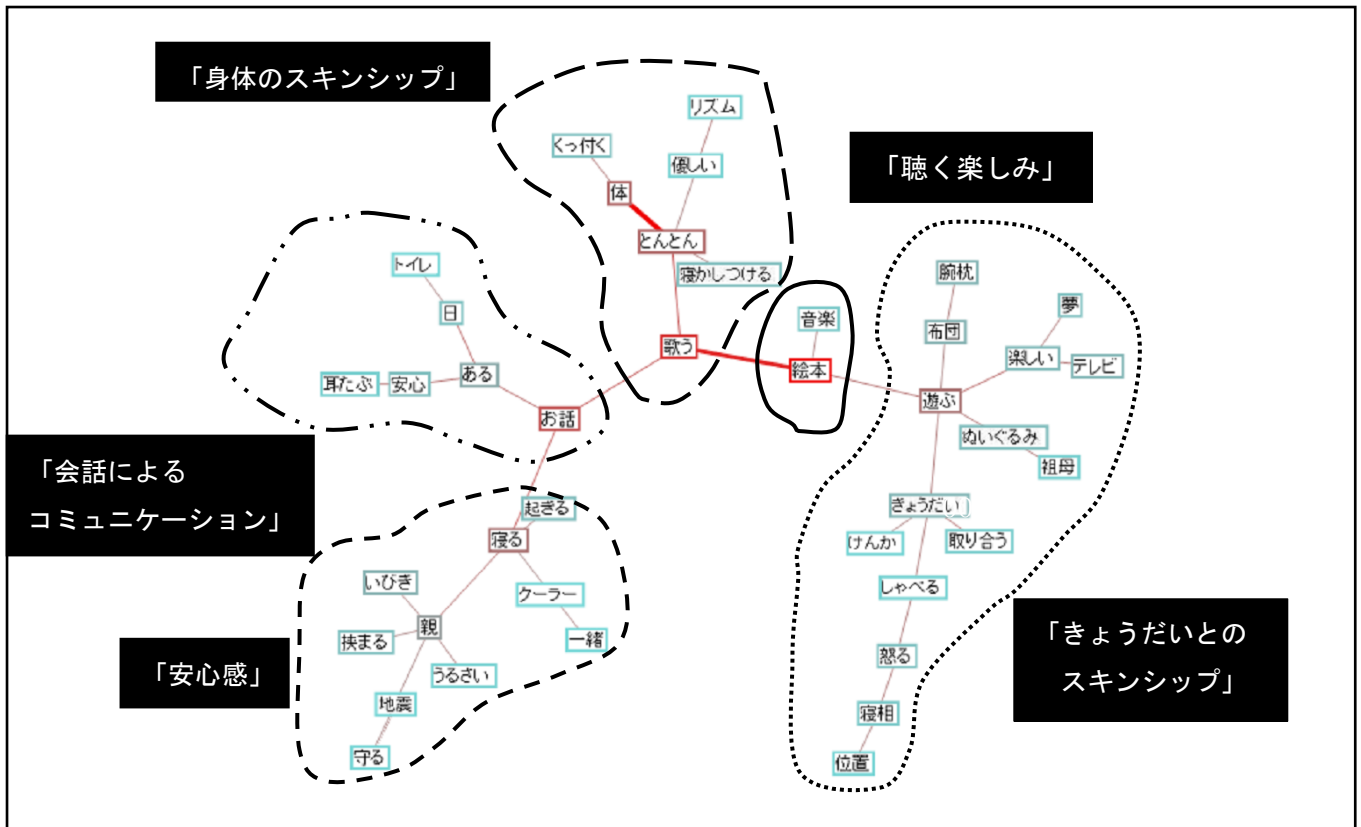 「身体のスキンシップ」
リズム
くっ付く
優しい
体
とんとん
寝かしつける
歌う
「聴く楽しみ」
音楽
絵本
腕枕
布団
夢
楽しい
テレビ
遊ぶ
ぬいぐるみ
祖母
きょうだい
けんか
取り合う
しゃべる
怒る
寝相
位置
「きょうだいとの
スキンシップ」
トイレ
日
ある
安心
耳たぶ
お話
「会話による
コミュニケーション」
起きる
寝る
いびき
クーラー
親
一緒
挟まる
うるさい
地震
守る
「安心感」